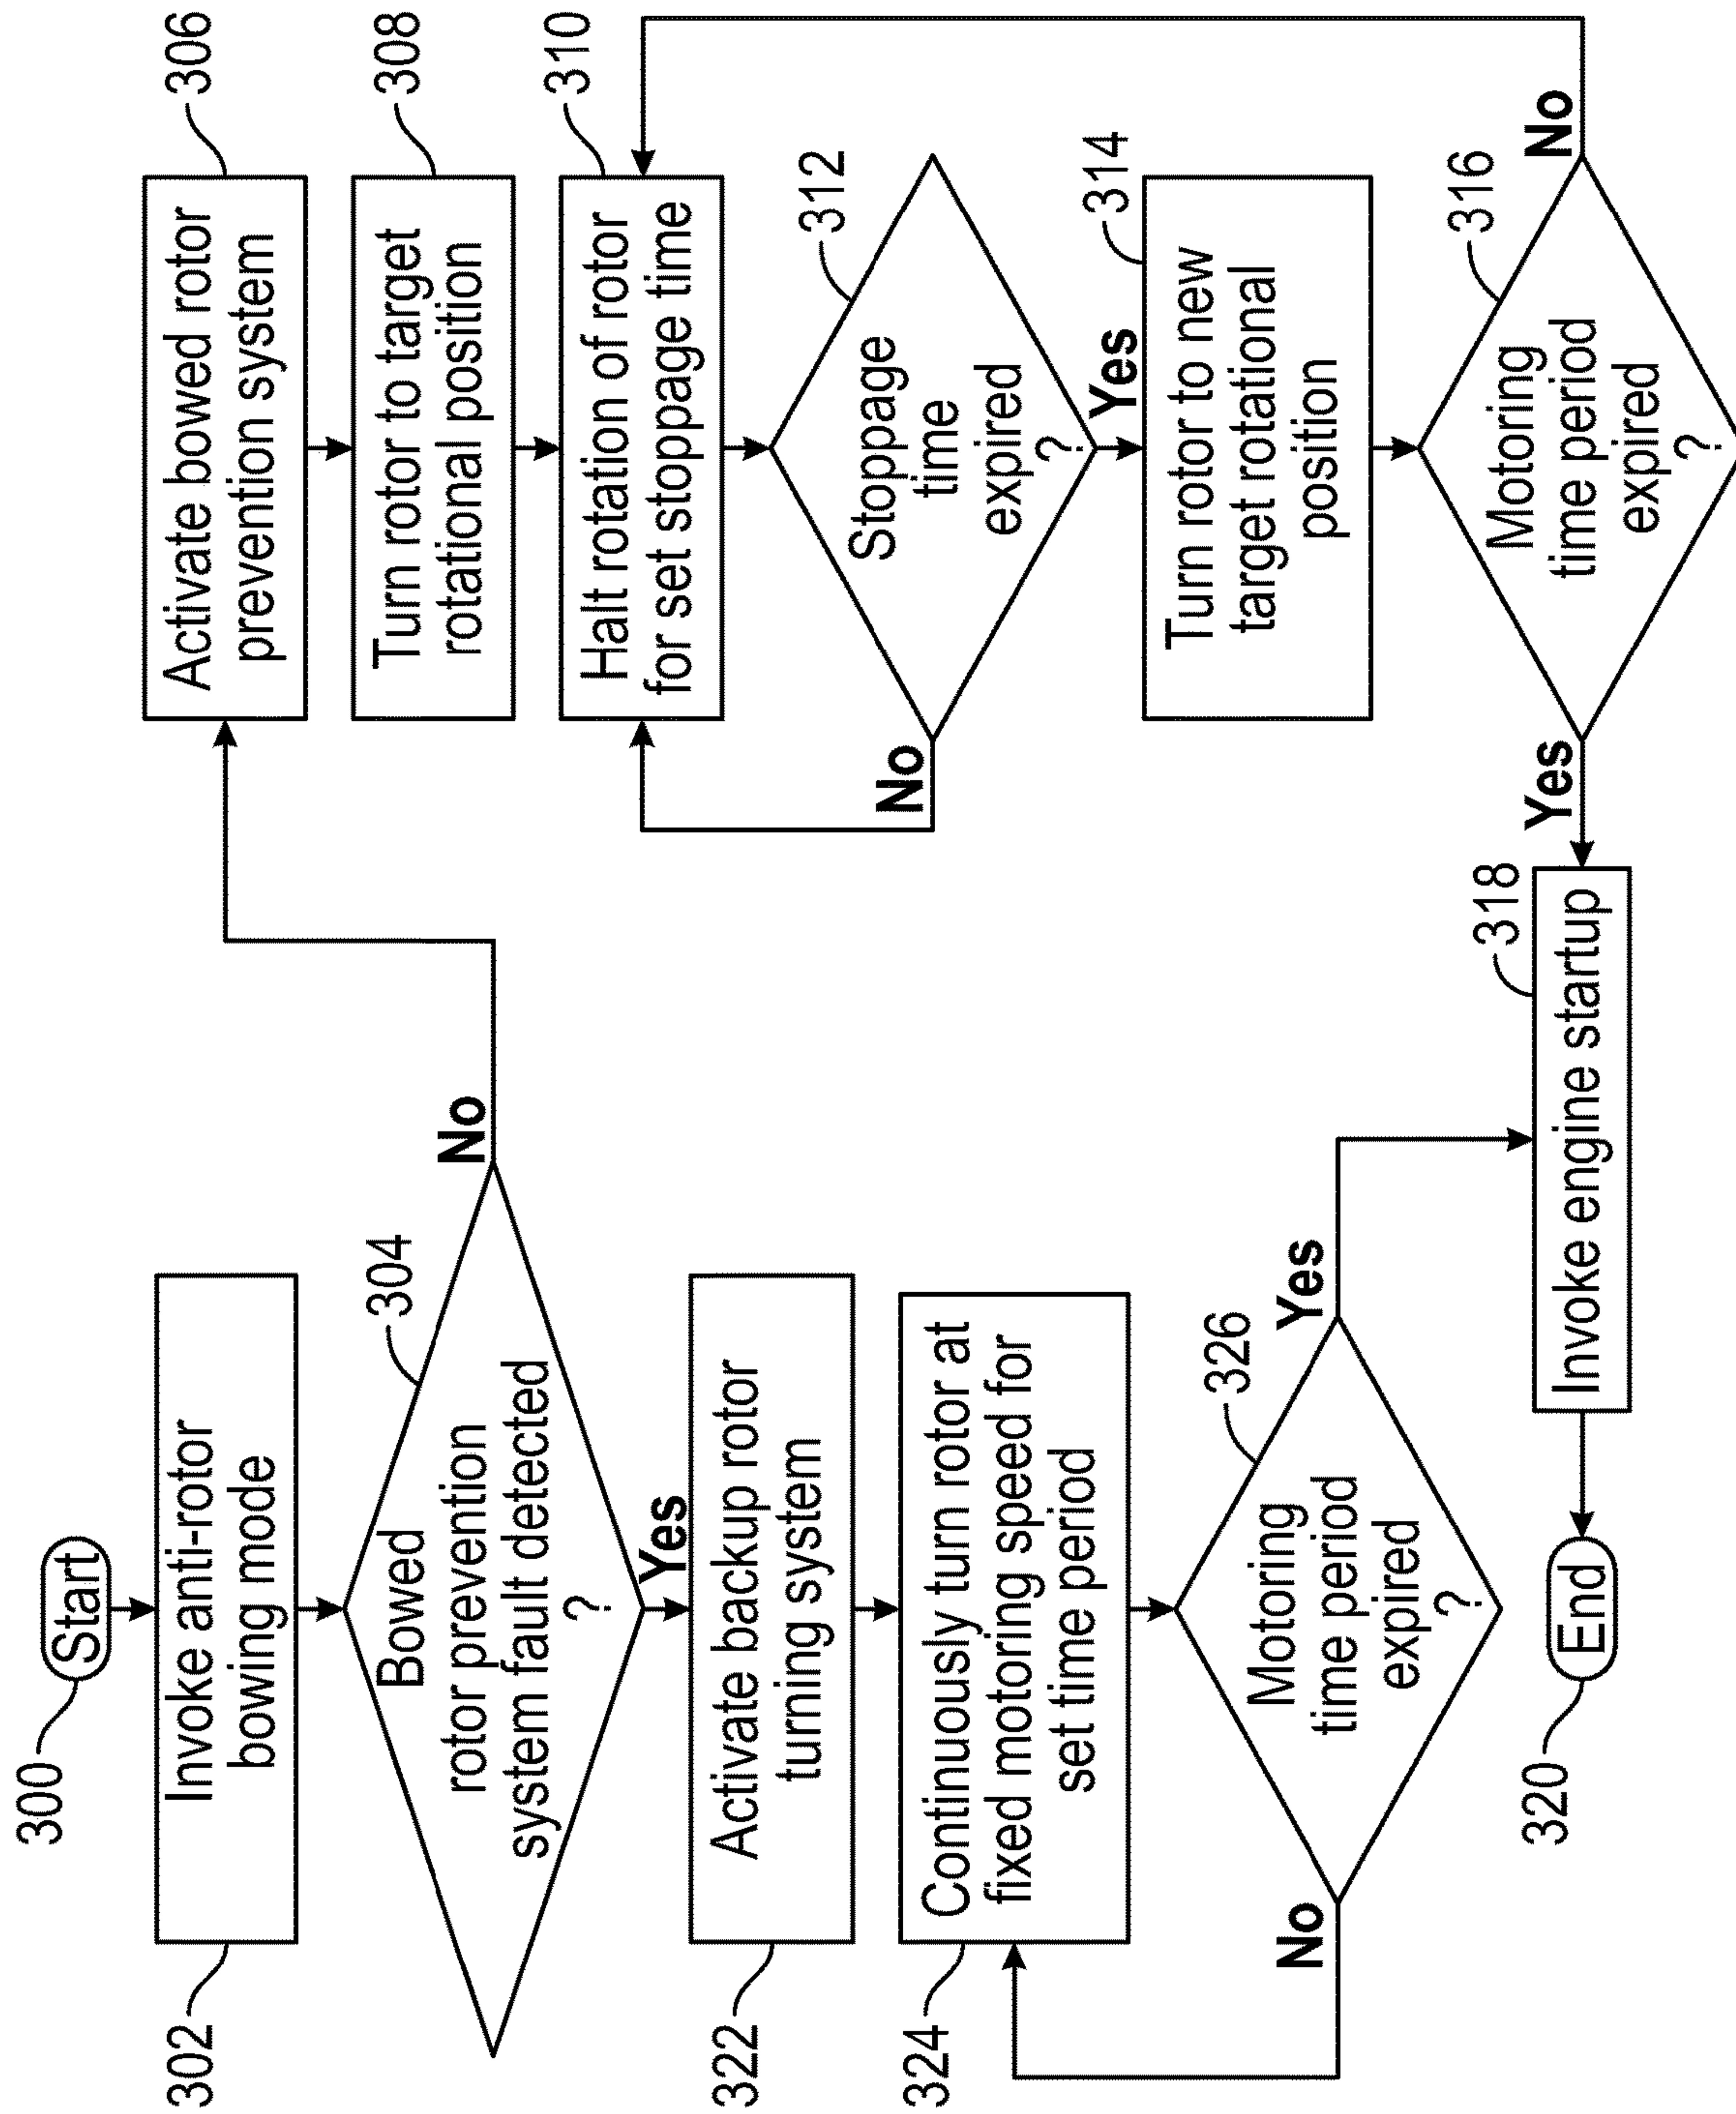 300
Start
302
Invoke anti-rotor
bowing mode
304
Bowed
rotor prevention
system fault detected
?
No
Yes
322
Activate backup rotor
turning system
324
Continuously turn rotor at
fixed motoring speed for
set time period
326
Motoring
time period
expired
?
No
Yes
306
Activate bowed rotor
prevention system
308
Turn rotor to target
rotational position
310
Halt rotation of rotor
for set stoppage time
312
Stoppage
time
expired
?
No
Yes
314
Turn rotor to new
target rotational
position
316
Motoring
time period
expired
?
No
Yes
318
Invoke engine startup
320
End